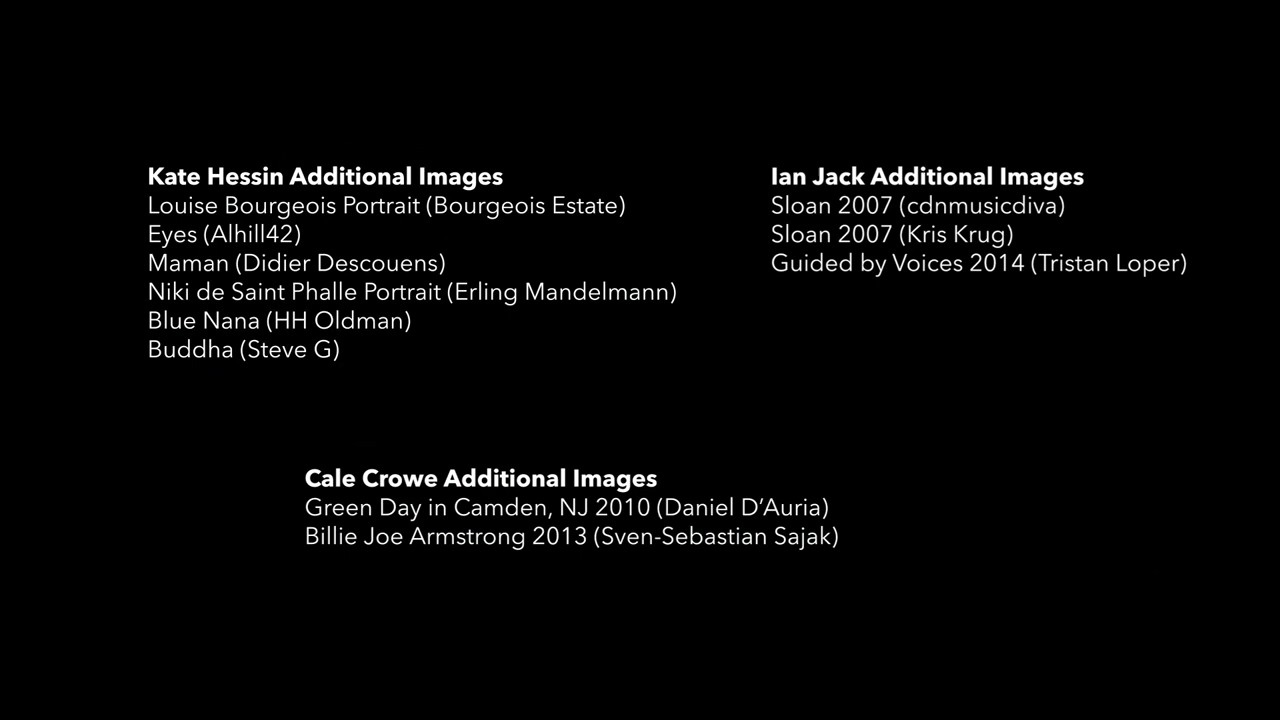 Kate Hessin Additional Images
Louise Bourgeois Portrait (Bourgeois Estate)
Eyes (Alhill42)
Maman (Didier Descouens)
Niki de Saint Phalle Portrait (Erling Mandelmann)
Blue Nana (HH Oldman)
Buddha (Steve G)
Ian Jack Additional Images
Sloan 2007 (cdnmusicdiva)
Sloan 2007 (Kris Krug)
Guided by Voices 2014 (Tristan Loper)
Cale Crowe Additional Images
Green Day in Camden, NJ 2010 (Daniel D’Auria)
Billie Joe Armstrong 2013 (Sven-Sebastian Sajak)